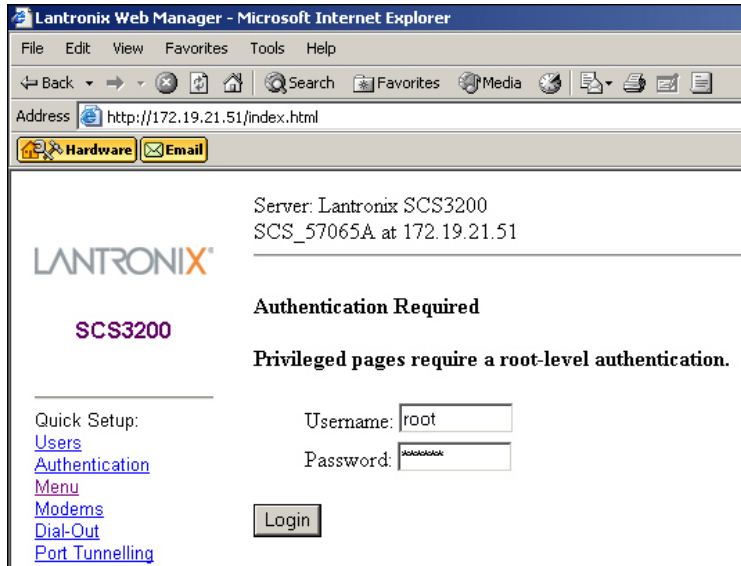 Lantronix Web Manager - Microsoft Internet Explorer
File Edit View Favorites Tools Help
Back Search Favorites Media
Address http://172.19.21.51/index.html
Hardware Email
Server: Lantronix SCS3200
SCS_57065A at 172.19.21.51
LANTRONIX®
SCS3200
Authentication Required
Privileged pages require a root-level authentication.
Username: root
Password: *******
Login
Quick Setup:
Users
Authentication
Menu
Modems
Dial-Out
Port Tunnelling